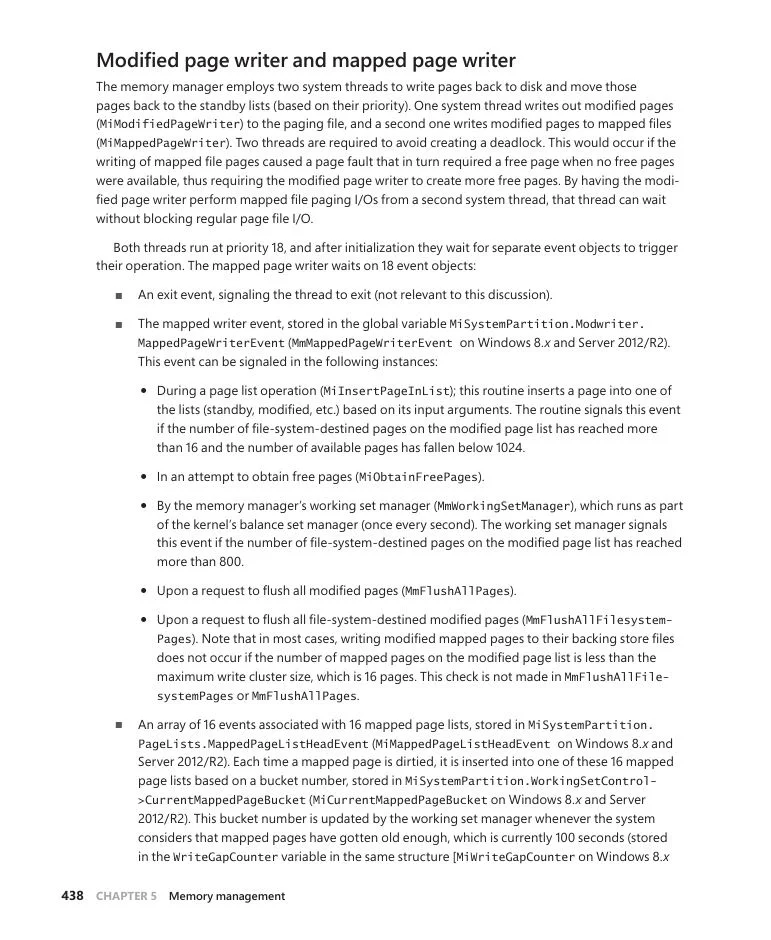 Modified page writer and mapped page writer
The memory manager employs two system threads to write pages back to disk and move those
pages back to the standby lists (based on their priority). One system thread writes out modified pages
(MiModifiedPageWriter) to the paging file, and a second one writes modified pages to mapped files
(MiMappedPageWriter). Two threads are required to avoid creating a deadlock. This would occur if the
writing of mapped file pages caused a page fault that in turn required a free page when no free pages
were available, thus requiring the modified page writer to create more free pages. By having the modi-
fied page writer perform mapped file paging I/Os from a second system thread, that thread can wait
without blocking regular page file I/O.
Both threads run at priority 18, and after initialization they wait for separate event objects to trigger
their operation. The mapped page writer waits on 18 event objects:
■ An exit event, signaling the thread to exit (not relevant to this discussion).
■ The mapped writer event, stored in the global variable MiSystemPartition.Modwriter.
MappedPageWriterEvent (MmMappedPageWriterEvent on Windows 8.x and Server 2012/R2).
This event can be signaled in the following instances:
• During a page list operation (MiInsertPageInList); this routine inserts a page into one of
the lists (standby, modified, etc.) based on its input arguments. The routine signals this event
if the number of file-system-destined pages on the modified page list has reached more
than 16 and the number of available pages has fallen below 1024.
• In an attempt to obtain free pages (MiObtainFreePages).
• By the memory manager's working set manager (MmWorkingSetManager), which runs as part
of the kernel's balance set manager (once every second). The working set manager signals
this event if the number of file-system-destined pages on the modified page list has reached
more than 800.
• Upon a request to flush all modified pages (MmFlushAllPages).
• Upon a request to flush all file-system-destined modified pages (MmFlushAllFilesystem-
Pages). Note that in most cases, writing modified mapped pages to their backing store files
does not occur if the number of mapped pages on the modified page list is less than the
maximum write cluster size, which is 16 pages. This check is not made in MmFlushAllFile-
systemPages or MmFlushAllPages.
■ An array of 16 events associated with 16 mapped page lists, stored in MiSystemPartition.
PageLists.MappedPageListHeadEvent (MiMappedPageListHeadEvent on Windows 8.x and
Server 2012/R2). Each time a mapped page is dirtied, it is inserted into one of these 16 mapped
page lists based on a bucket number, stored in MiSystemPartition.WorkingSetControl-
>CurrentMappedPageBucket (MiCurrentMappedPageBucket on Windows 8.x and Server
2012/R2). This bucket number is updated by the working set manager whenever the system
considers that mapped pages have gotten old enough, which is currently 100 seconds (stored
in the WriteGapCounter variable in the same structure [MiWriteGapCounter on Windows 8.x
438 CHAPTER 5 Memory management